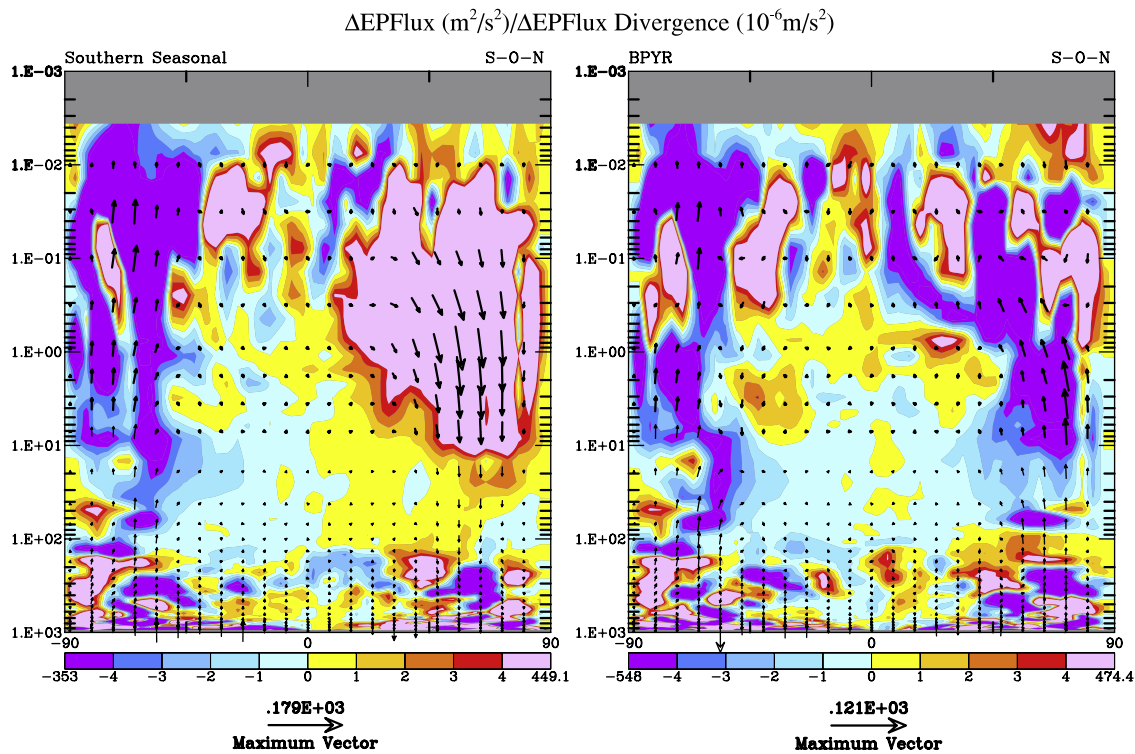 ΔEPFlux (m²/s²)/ΔEPFlux Divergence (10⁻⁶m/s²)
Southern Seasonal S-O-N
1.E-03
1.E-02
1.E-01
1.E+00
1.E+01
1.E+02
1.E+03
-90 0 90
-353 -4 -3 -2 -1 0 1 2 3 4 449.1
.179E+03
Maximum Vector
BPYR S-O-N
1.E-03
1.E-02
1.E-01
1.E+00
1.E+01
1.E+02
1.E+03
-90 0 90
-548 -4 -3 -2 -1 0 1 2 3 4 474.4
.121E+03
Maximum Vector